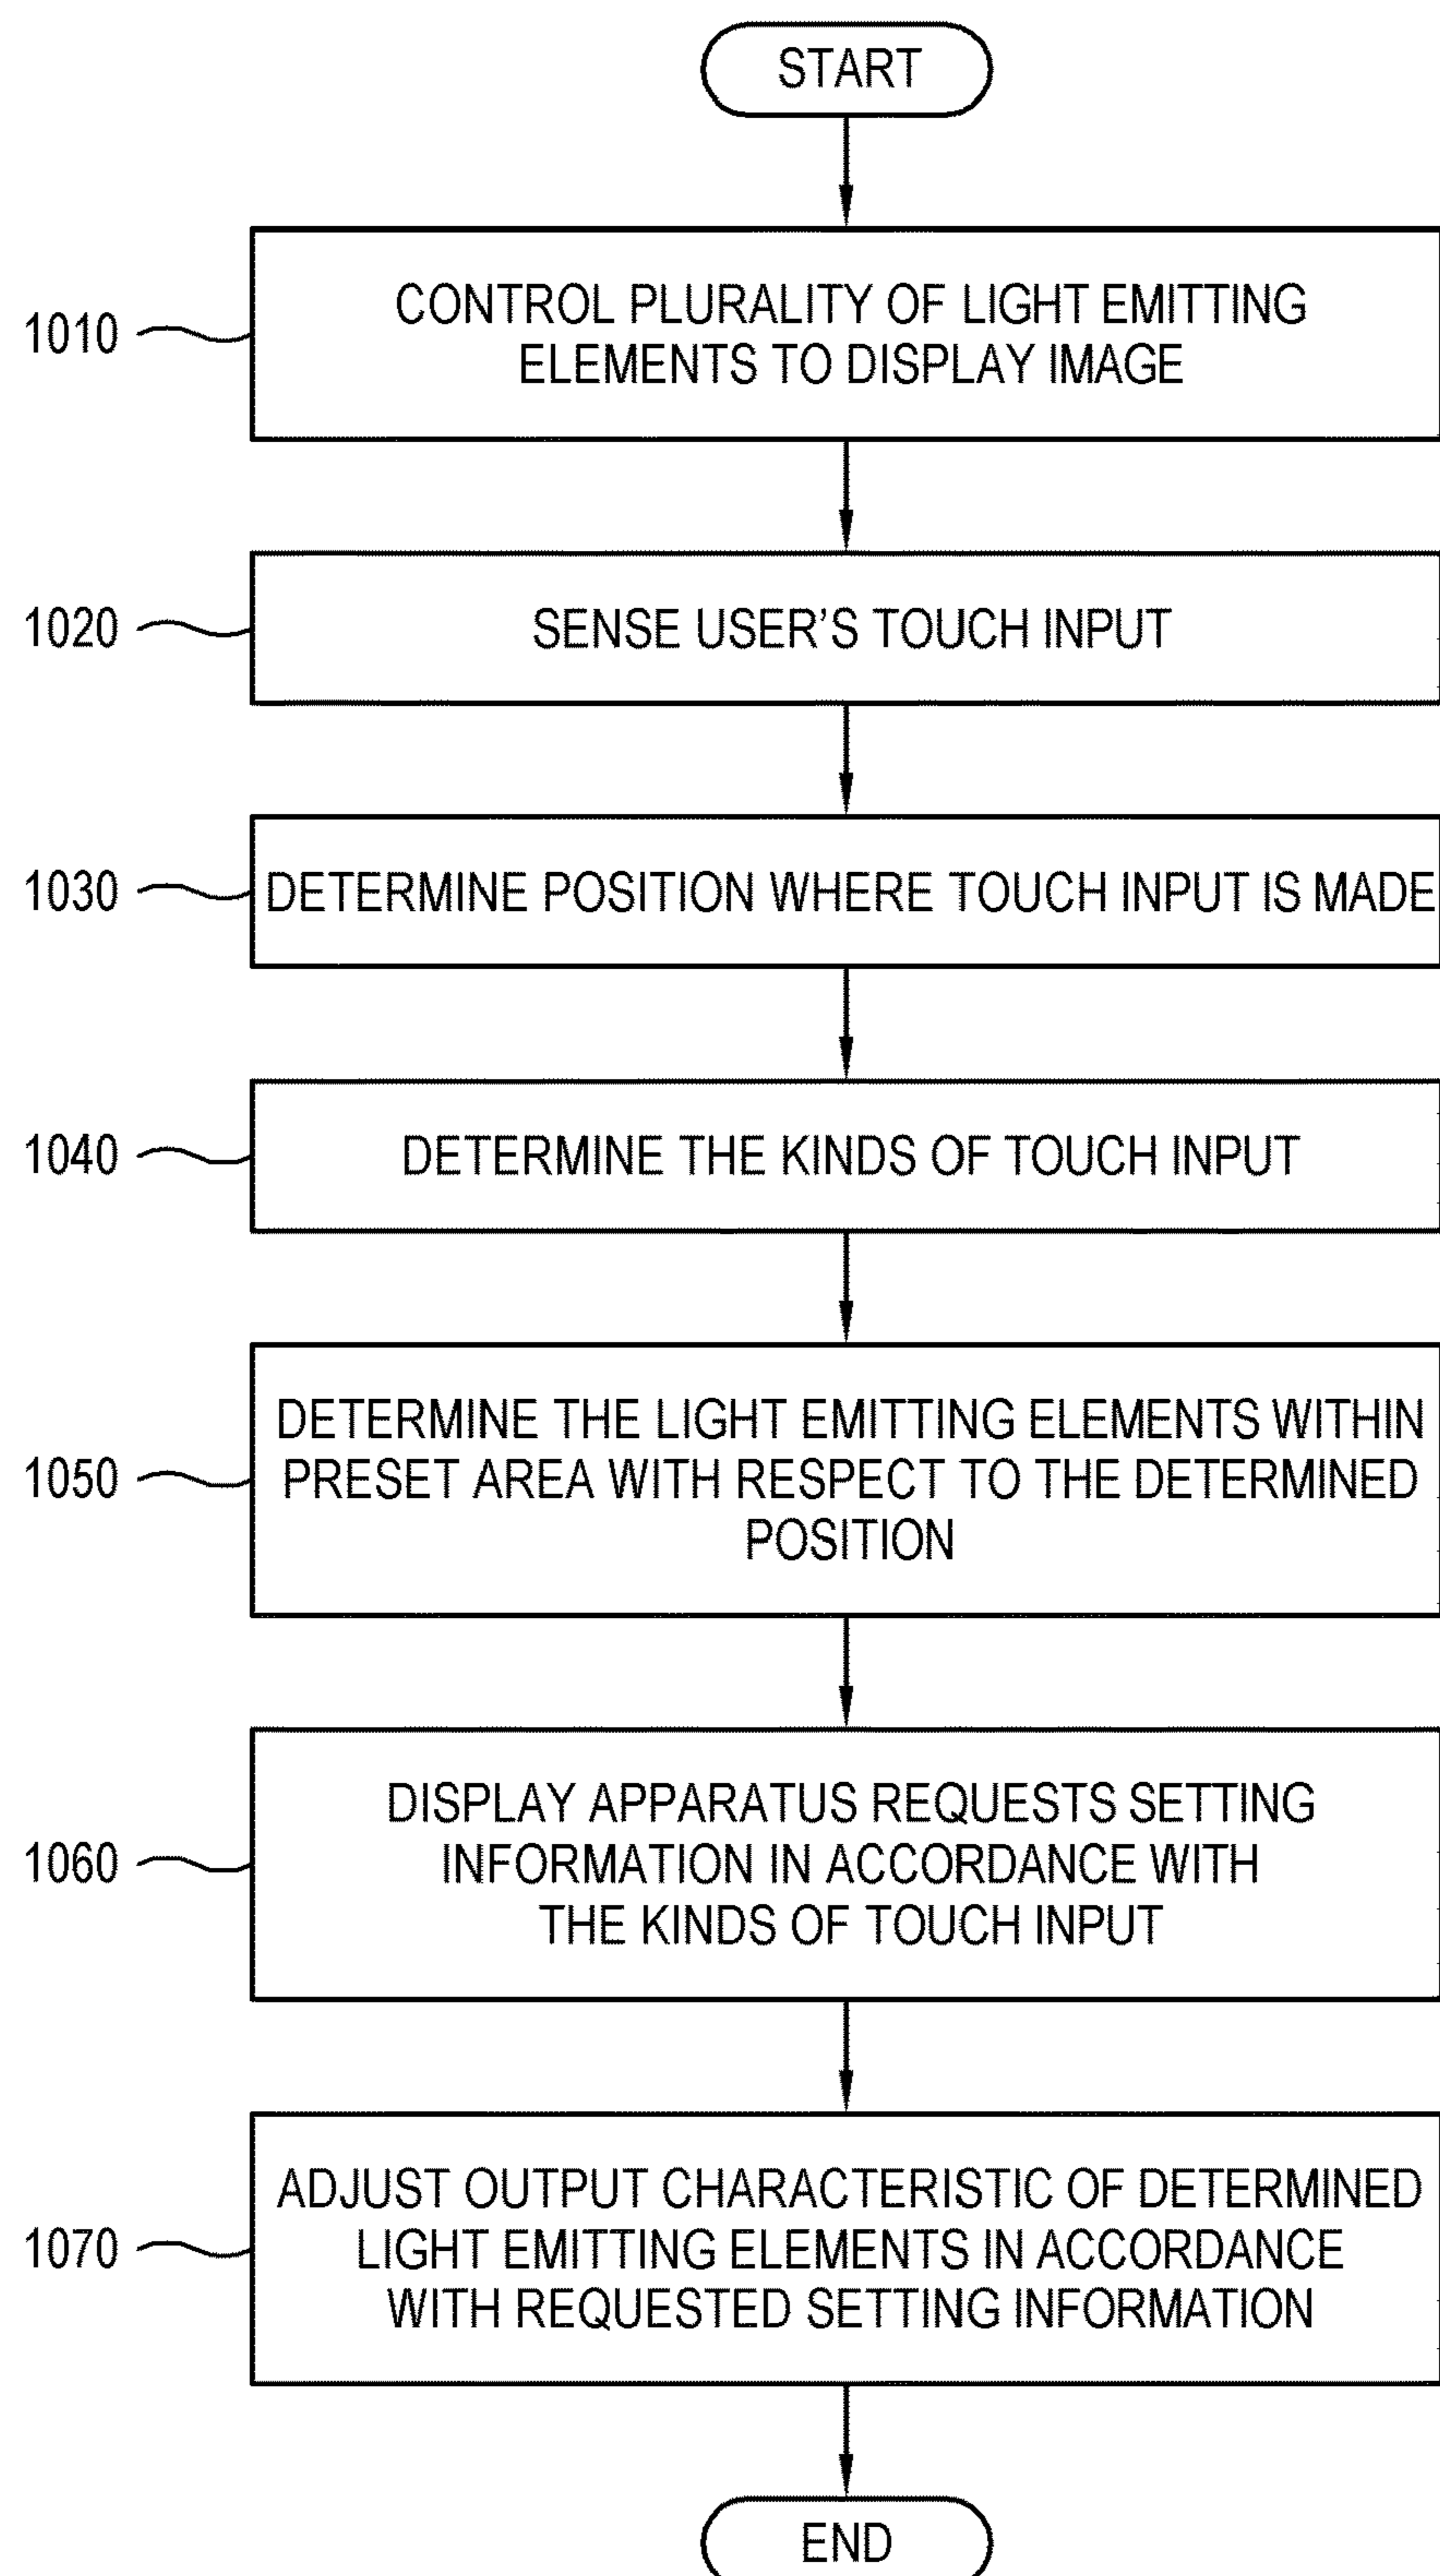 START
1010
CONTROL PLURALITY OF LIGHT EMITTING
ELEMENTS TO DISPLAY IMAGE
1020
SENSE USER'S TOUCH INPUT
1030
DETERMINE POSITION WHERE TOUCH INPUT IS MADE
1040
DETERMINE THE KINDS OF TOUCH INPUT
1050
DETERMINE THE LIGHT EMITTING ELEMENTS WITHIN
PRESET AREA WITH RESPECT TO THE DETERMINED
POSITION
1060
DISPLAY APPARATUS REQUESTS SETTING
INFORMATION IN ACCORDANCE WITH
THE KINDS OF TOUCH INPUT
1070
ADJUST OUTPUT CHARACTERISTIC OF DETERMINED
LIGHT EMITTING ELEMENTS IN ACCORDANCE
WITH REQUESTED SETTING INFORMATION
END